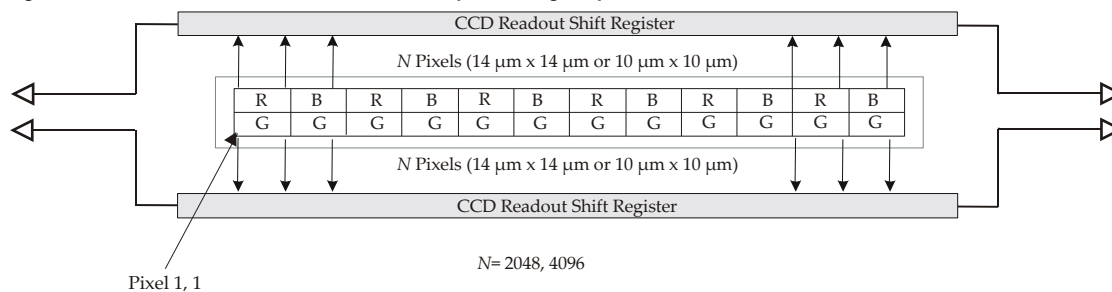 CCD Readout Shift Register
N Pixels (14 µm x 14 µm or 10 µm x 10 µm)
R B R B R B R B R B R B
G G G G G G G G G G G G
N Pixels (14 µm x 14 µm or 10 µm x 10 µm)
CCD Readout Shift Register
N= 2048, 4096
Pixel 1, 1